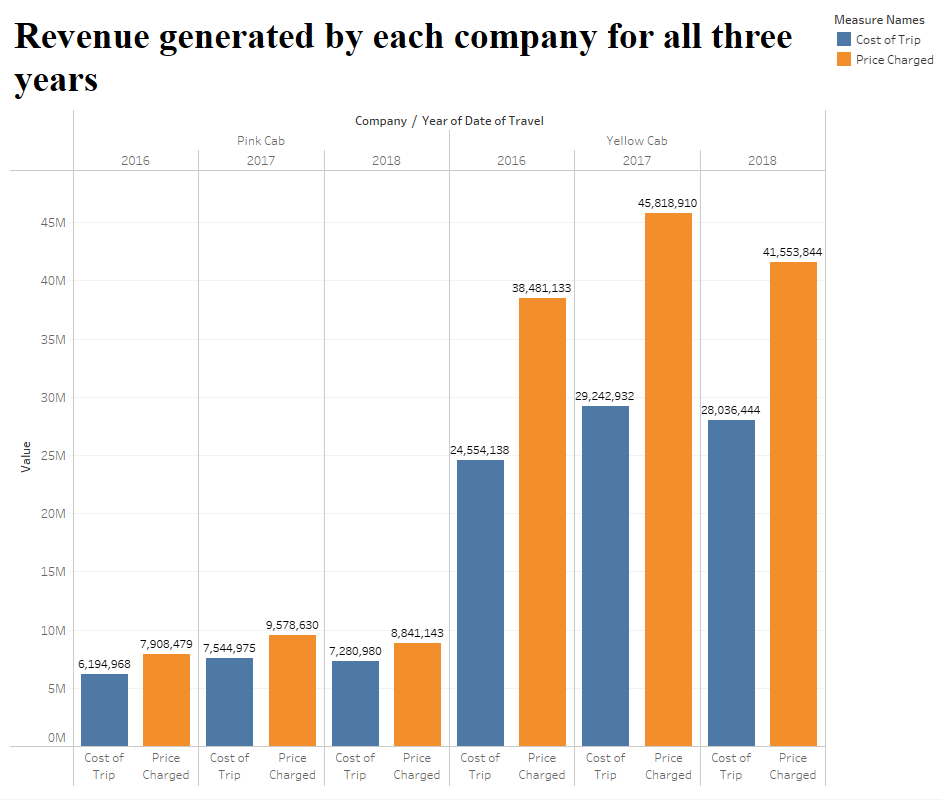 Revenue generated by each company for all three
years
Measure Names
Cost of Trip
Price Charged
Company / Year of Date of Travel
Pink Cab
Yellow Cab
2016
2017
2018
2016
2017
2018
Value
45M
40M
35M
30M
25M
20M
15M
10M
5M
0M
6,194,968
7,908,479
7,544,975
9,578,630
7,280,980
8,841,143
24,554,138
38,481,133
29,242,932
45,818,910
28,036,444
41,553,844
Cost of
Trip
Price
Charged
Cost of
Trip
Price
Charged
Cost of
Trip
Price
Charged
Cost of
Trip
Price
Charged
Cost of
Trip
Price
Charged
Cost of
Trip
Price
Charged